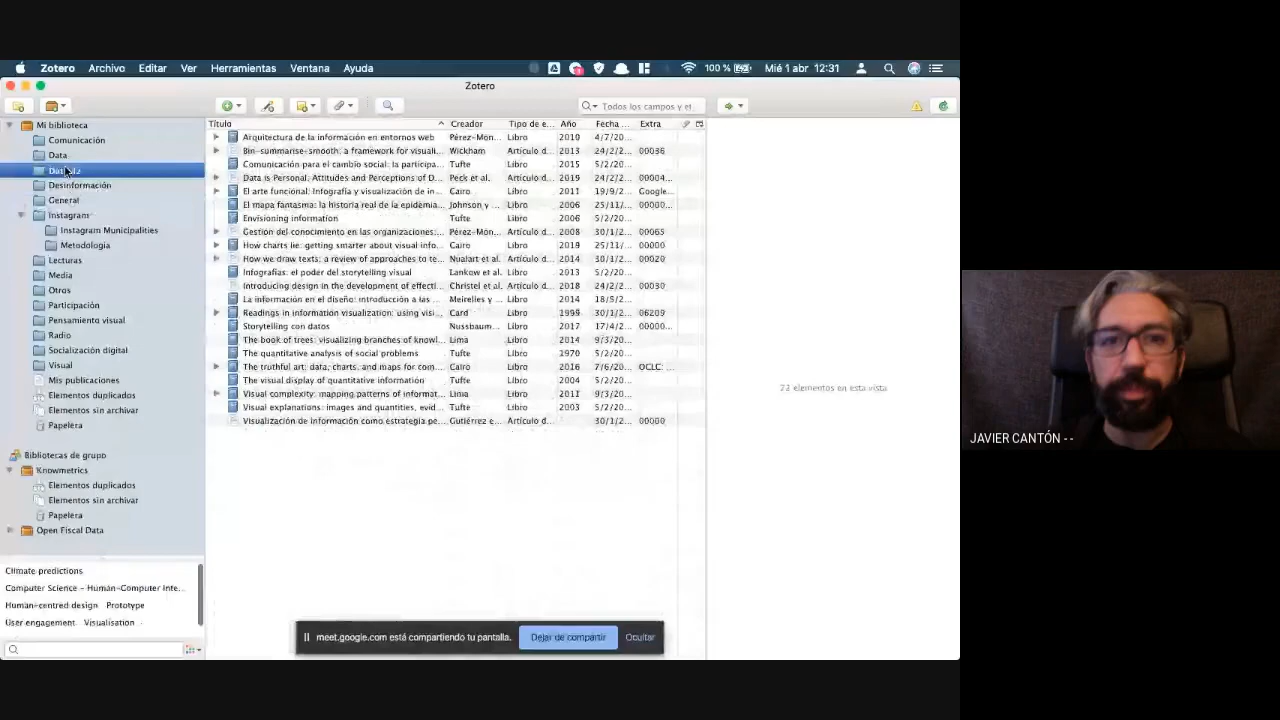 Zotero Archivo Editar Ver Herramientas Ventana Ayuda 100 % Mié 1 abr 12:31
Zotero
Todos los campos y et
Mi biblioteca
Comunicación
Data
Desinformación
General
Instagram
Instagram Municipalities
Metodologia
Lecturas
Media
Otros
Participación
Pensamiento visual
Radio
Socialización digital
Visual
Mis publicaciones
Elementos duplicados
Elementos sin archivar
Papelera
Bibliotecas de grupo
Knowmetrics
Elementos duplicados
Elementos sin archivar
Papelera
Open Fiscal Data
Climate predictions
Computer Science - Human-Computer Inte...
Human-centred design Prototype
User engagement Visualisation
Título Creador Tipo de e... Año Fecha ... Extra
Arquitectura de la información en entornos web Pérez-Mon... Libro 2010 4/7/20...
Bin-summarise-smooth: a framework for visuali... Wickham Artículo d... 2013 24/2/2... 00036
Comunicación para el cambio social: la participa... Tufte Libro 2015 5/2/20...
Data is Personal. Attitudes and Perceptions of D... Peck et al. Artículo d... 2019 24/2/2... 00004...
El arte funcional: Infografía y visualización de in... Cairo Libro 2011 19/9/2... Google...
El mapa fantasma: la historia real de la epidemia... Johnson y ... Libro 2006 25/11/... 00000...
Envisioning information Tufte Libro 2006 5/2/20...
Gestión del conocimiento en las organizaciones:... Pérez-Mon... Libro 2008 30/1/2... 00065
How charts lie: getting smarter about visual info... Cairo Libro 2019 25/11/... 00000
How we draw texts: a review of approaches to te... Nualart et al. Artículo d... 2014 30/1/2... 00020
Infografías: el poder del storytelling visual Lankow et al. Libro 2013 5/2/20...
Introducing design in the development of effecti... Christel et al. Artículo d... 2018 24/2/2... 00030
La información en el diseño: introducción a las ... Meirelles y ... Libro 2014 18/5/2...
Readings in information visualization: using visi... Card Libro 1999 30/1/2... 06209
Storytelling con datos Nussbaum... Libro 2017 17/4/2... 00000...
The book of trees: visualizing branches of knowl... Lima Libro 2014 9/3/20...
The quantitative analysis of social problems Tufte Libro 1970 5/2/20...
The truthful art: data, charts, and maps for com... Cairo Libro 2016 7/6/20... OCLC: ...
The visual display of quantitative information Tufte Libro 2004 5/2/20...
Visual complexity: mapping patterns of informat... Lima Libro 2011 9/3/20...
Visual explanations: images and quantities, evid... Tufte Libro 2003 5/2/20...
Visualización de información como estrategia pe... Gutiérrez e... Artículo d... 30/1/2... 00000
23 elementos en esta vista
meet.google.com está compartiendo tu pantalla. Dejar de compartir Ocultar
JAVIER CANTÓN - -